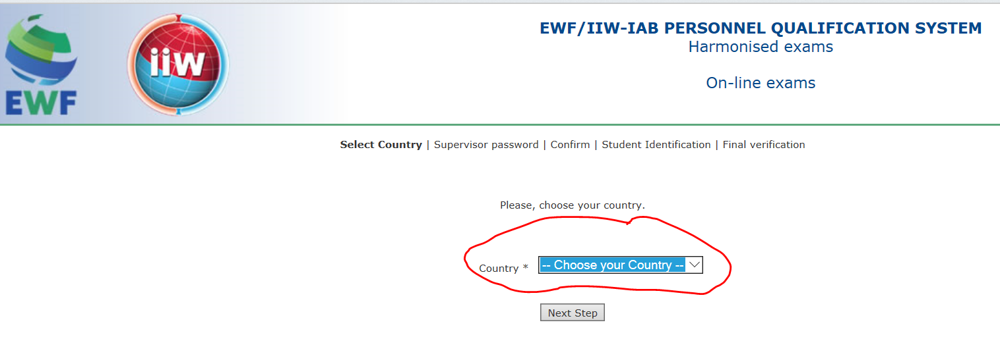 EWF
iiw
EWF/IIW-IAB PERSONNEL QUALIFICATION SYSTEM
Harmonised exams
On-line exams
Select Country | Supervisor password | Confirm | Student Identification | Final verification
Please, choose your country.
Country * -- Choose your Country --
Next Step